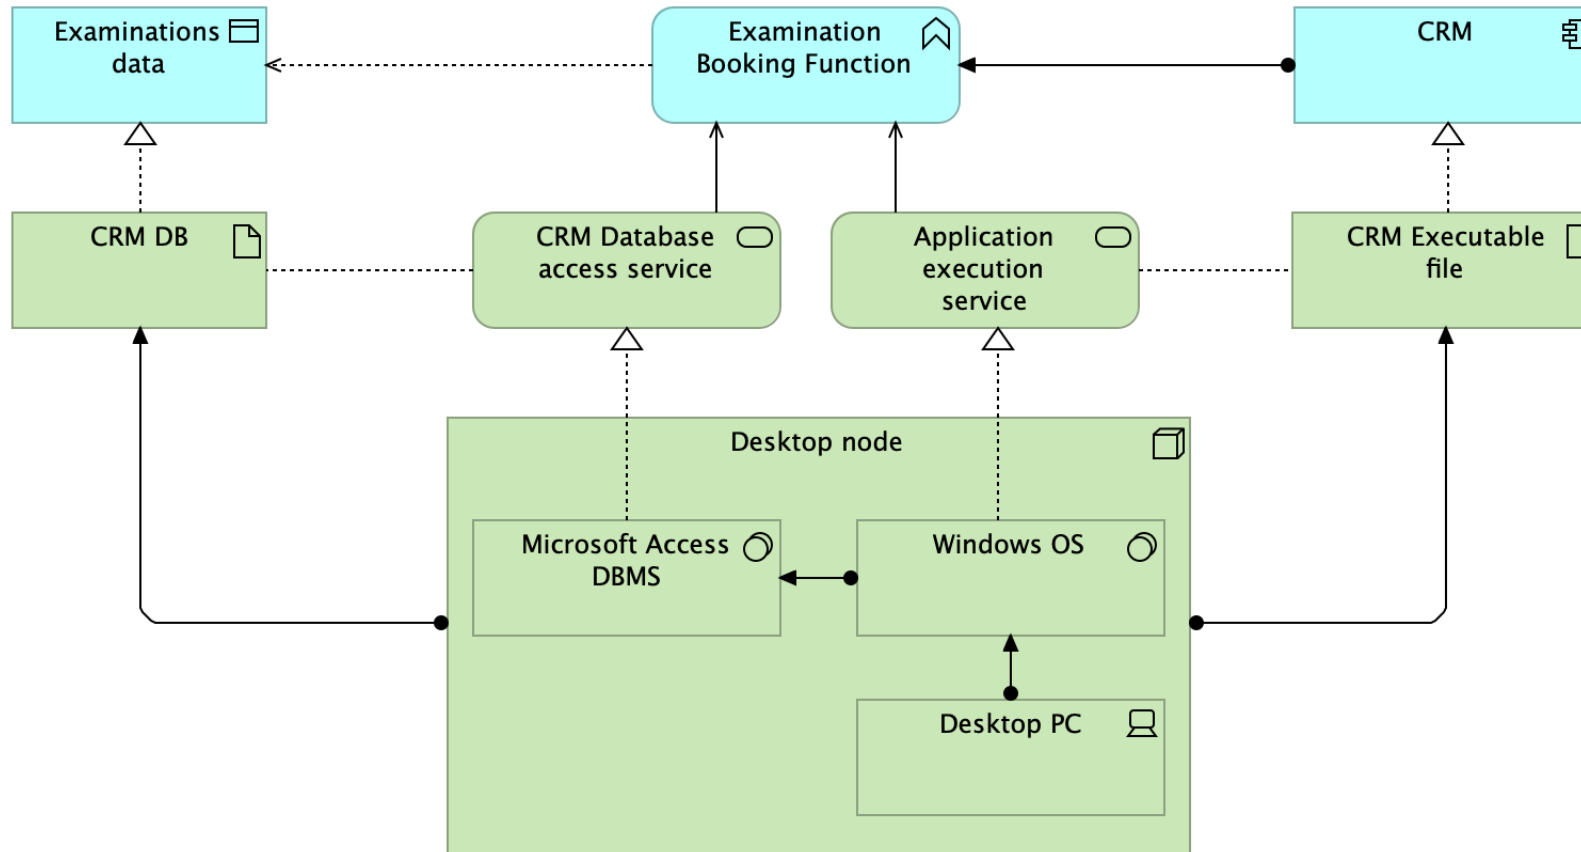 Examinations
data
Examination
Booking Function
CRM
CRM DB
CRM Database
access service
Application
execution
service
CRM Executable
file
Desktop node
Microsoft Access
DBMS
Windows OS
Desktop PC